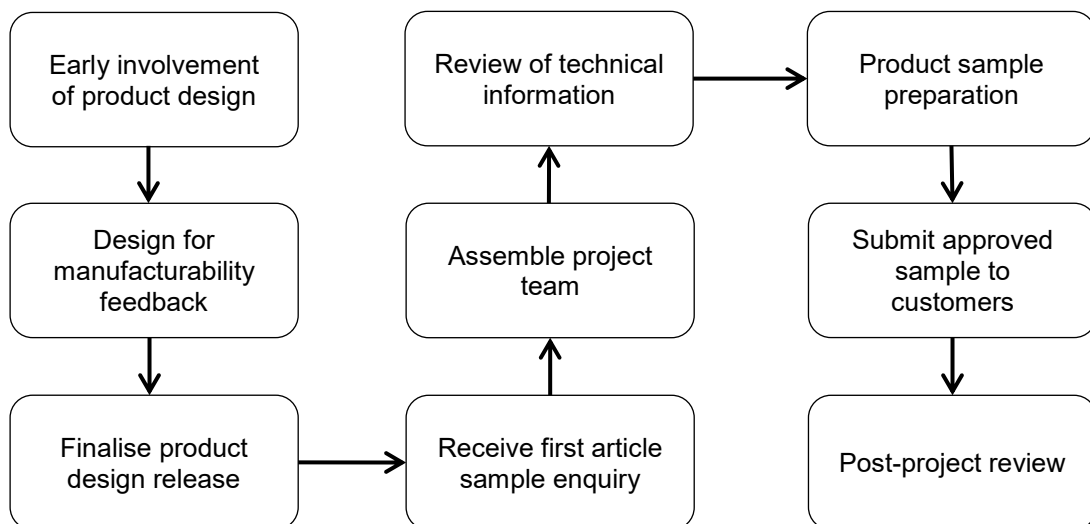 Early involvement
of product design
Design for
manufacturability
feedback
Finalise product
design release
Receive first article
sample enquiry
Assemble project
team
Review of technical
information
Product sample
preparation
Submit approved
sample to
customers
Post-project review